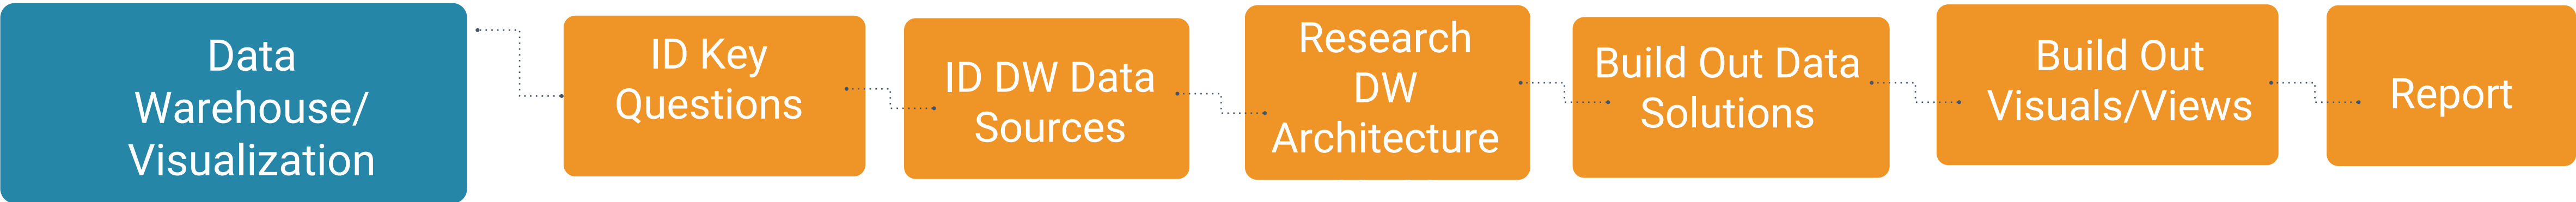 Data
Warehouse/
Visualization
ID Key
Questions
ID DW Data
Sources
Research
DW
Architecture
Build Out Data
Solutions
Build Out
Visuals/Views
Report